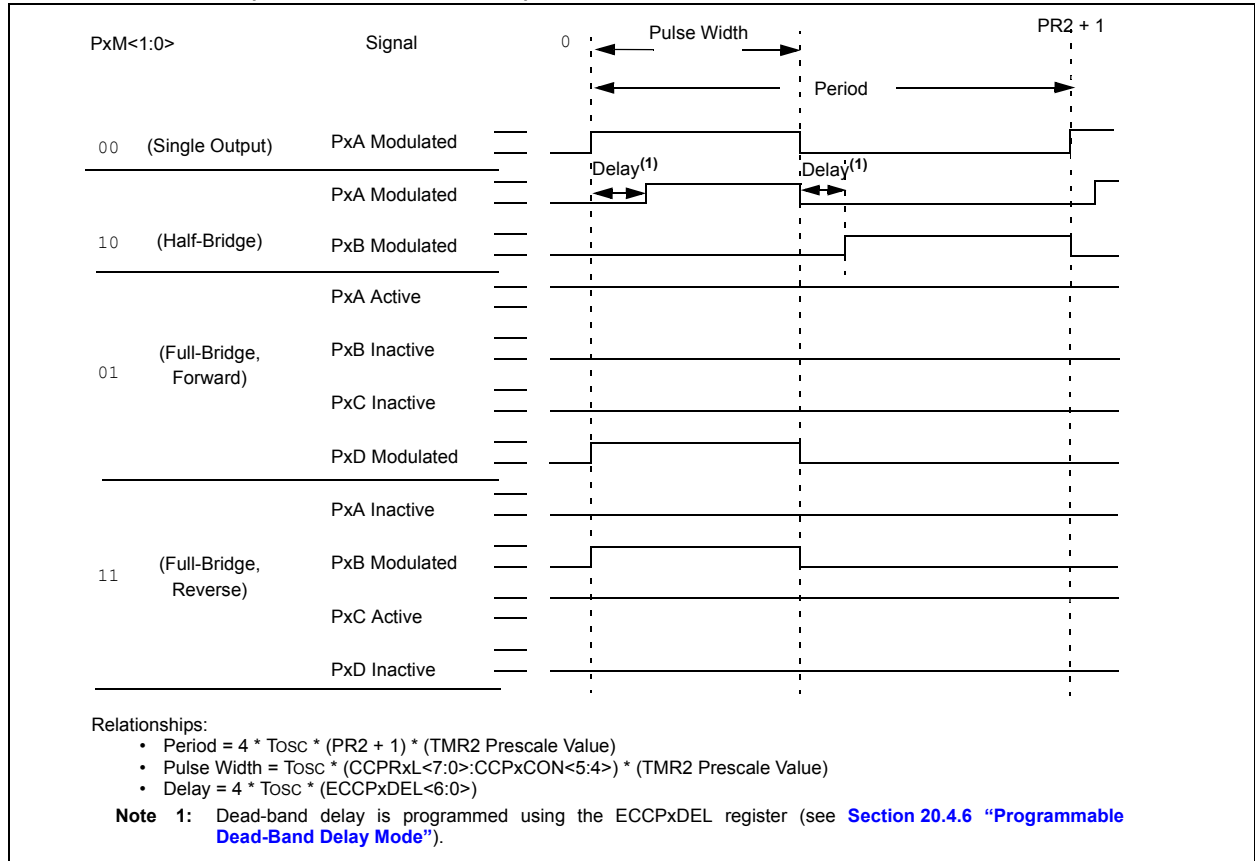 PxM<1:0> Signal 0 Pulse Width PR2 + 1
Period
00 (Single Output) PxA Modulated
Delay(1) Delay(1)
PxA Modulated
10 (Half-Bridge) PxB Modulated
PxA Active
01 (Full-Bridge, Forward) PxB Inactive
PxC Inactive
PxD Modulated
PxA Inactive
11 (Full-Bridge, Reverse) PxB Modulated
PxC Active
PxD Inactive
Relationships:
• Period = 4 * TOSC * (PR2 + 1) * (TMR2 Prescale Value)
• Pulse Width = TOSC * (CCPRxL<7:0>:CCPxCON<5:4>) * (TMR2 Prescale Value)
• Delay = 4 * TOSC * (ECCPxDEL<6:0>)
Note 1: Dead-band delay is programmed using the ECCPxDEL register (see Section 20.4.6 “Programmable
Dead-Band Delay Mode”).